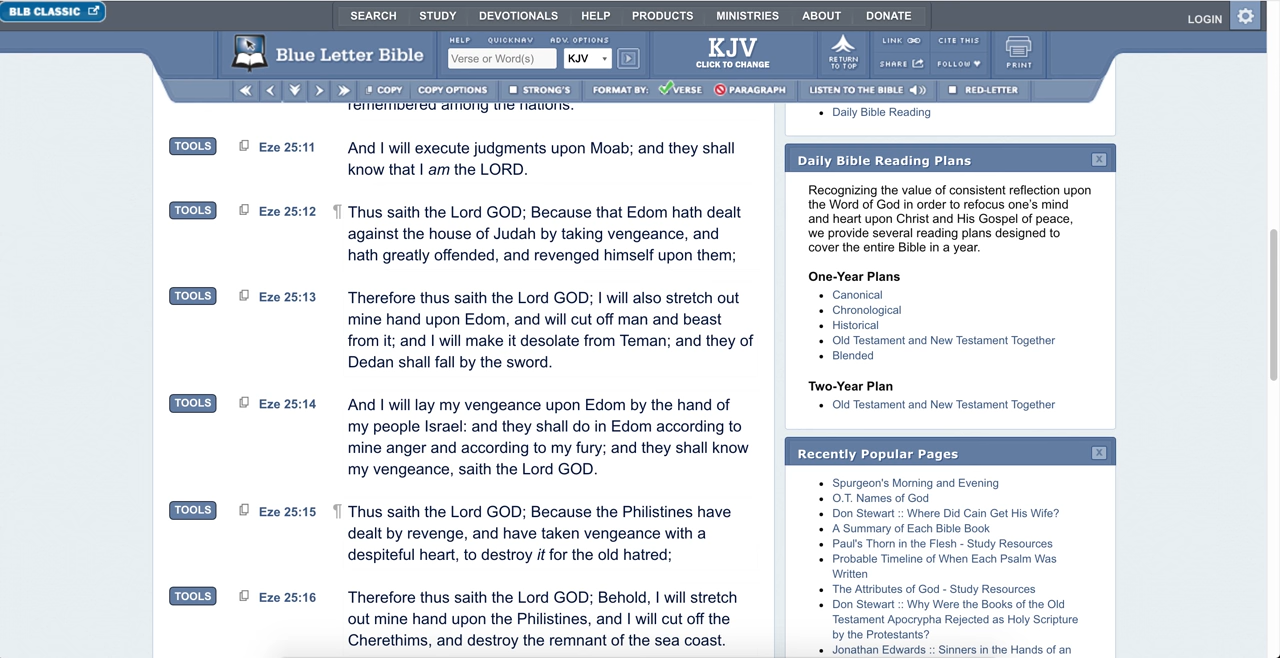 BLB CLASSIC
SEARCH STUDY DEVOTIONALS HELP PRODUCTS MINISTRIES ABOUT DONATE
LOGIN
Blue Letter Bible
HELP QUICKNAV ADV. OPTIONS
Verse or Word(s) KJV
KJV
CLICK TO CHANGE
RETURN TO TOP
LINK CITE THIS
SHARE FOLLOW
PRINT
COPY COPY OPTIONS STRONG'S FORMAT BY: VERSE PARAGRAPH LISTEN TO THE BIBLE RED-LETTER
remembered among the nations.
TOOLS Eze 25:11 And I will execute judgments upon Moab; and they shall
know that I am the LORD.
TOOLS Eze 25:12 ¶ Thus saith the Lord GOD; Because that Edom hath dealt
against the house of Judah by taking vengeance, and
hath greatly offended, and revenged himself upon them;
TOOLS Eze 25:13 Therefore thus saith the Lord GOD; I will also stretch out
mine hand upon Edom, and will cut off man and beast
from it; and I will make it desolate from Teman; and they of
Dedan shall fall by the sword.
TOOLS Eze 25:14 And I will lay my vengeance upon Edom by the hand of
my people Israel: and they shall do in Edom according to
mine anger and according to my fury; and they shall know
my vengeance, saith the Lord GOD.
TOOLS Eze 25:15 ¶ Thus saith the Lord GOD; Because the Philistines have
dealt by revenge, and have taken vengeance with a
despiteful heart, to destroy it for the old hatred;
TOOLS Eze 25:16 Therefore thus saith the Lord GOD; Behold, I will stretch
out mine hand upon the Philistines, and I will cut off the
Cherethims, and destroy the remnant of the sea coast.
Daily Bible Reading
Daily Bible Reading Plans X
Recognizing the value of consistent reflection upon
the Word of God in order to refocus one's mind
and heart upon Christ and His Gospel of peace,
we provide several reading plans designed to
cover the entire Bible in a year.
One-Year Plans
Canonical
Chronological
Historical
Old Testament and New Testament Together
Blended
Two-Year Plan
Old Testament and New Testament Together
Recently Popular Pages X
Spurgeon's Morning and Evening
O.T. Names of God
Don Stewart :: Where Did Cain Get His Wife?
A Summary of Each Bible Book
Paul's Thorn in the Flesh - Study Resources
Probable Timeline of When Each Psalm Was
Written
The Attributes of God - Study Resources
Don Stewart :: Why Were the Books of the Old
Testament Apocrypha Rejected as Holy Scripture
by the Protestants?
Jonathan Edwards :: Sinners in the Hands of an